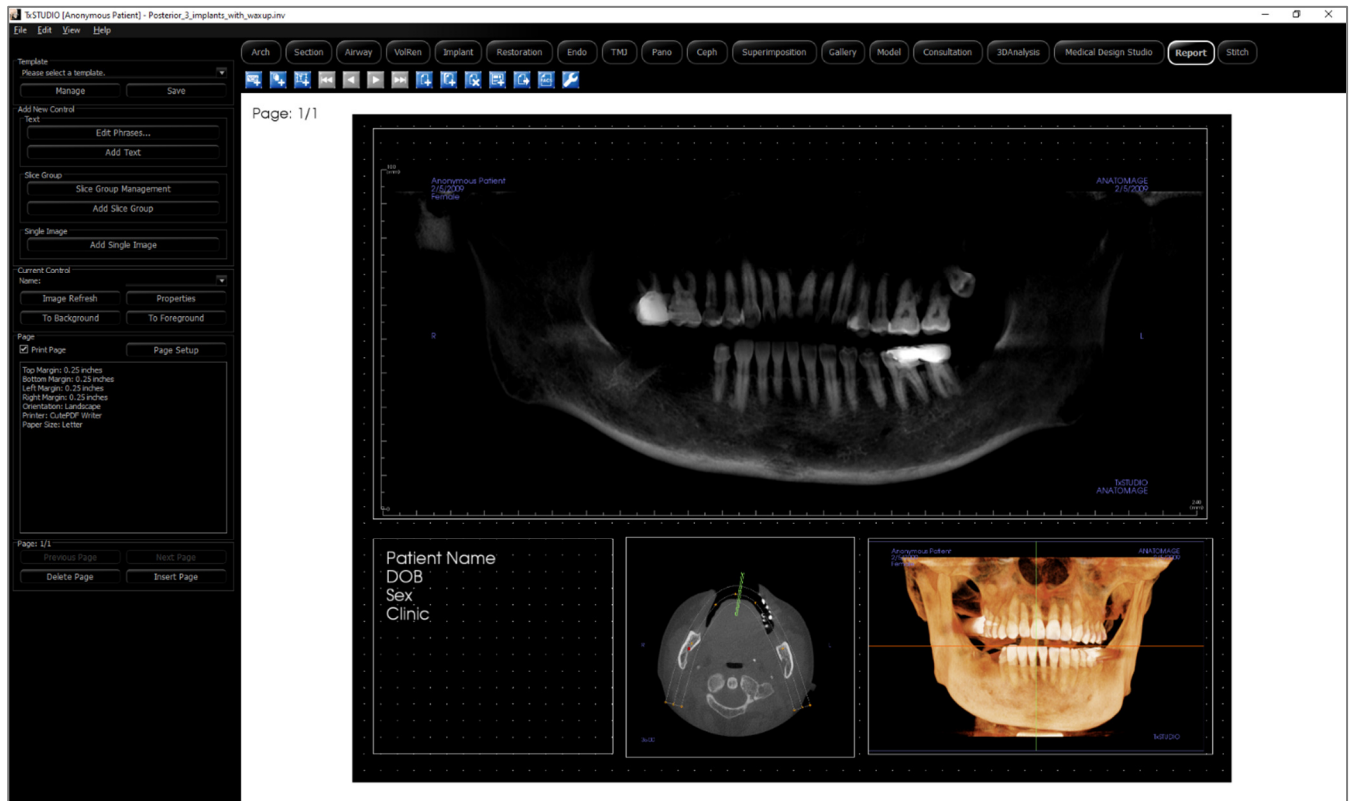 TxSTUDIO [Anonymous Patient] - Posterior_3_implants_with_waxup.inv
File Edit View Help
Arch Section Airway VolRen Implant Restoration Endo TMJ Pano Ceph Superimposition Gallery Model Consultation 3DAnalysis Medical Design Studio Report Stitch
Template
Please select a template.
Manage Save
Add New Control
Text
Edit Phrases...
Add Text
Slice Group
Slice Group Management
Add Slice Group
Single Image
Add Single Image
Current Control
Name:
Image Refresh Properties
To Background To Foreground
Page
Print Page Page Setup
Top Margin: 0.25 inches
Bottom Margin: 0.25 inches
Left Margin: 0.25 inches
Right Margin: 0.25 inches
Orientation: Landscape
Printer: CutePDF Writer
Paper Size: Letter
Page: 1/1
Previous Page Next Page
Delete Page Insert Page
Page: 1/1
Anonymous Patient
2/5/2009
Female
ANATOMAGE
2/5/2009
R L
TxSTUDIO
ANATOMAGE
Patient Name
DOB
Sex
Clinic
Anonymous Patient
ANATOMAGE
TxSTUDIO